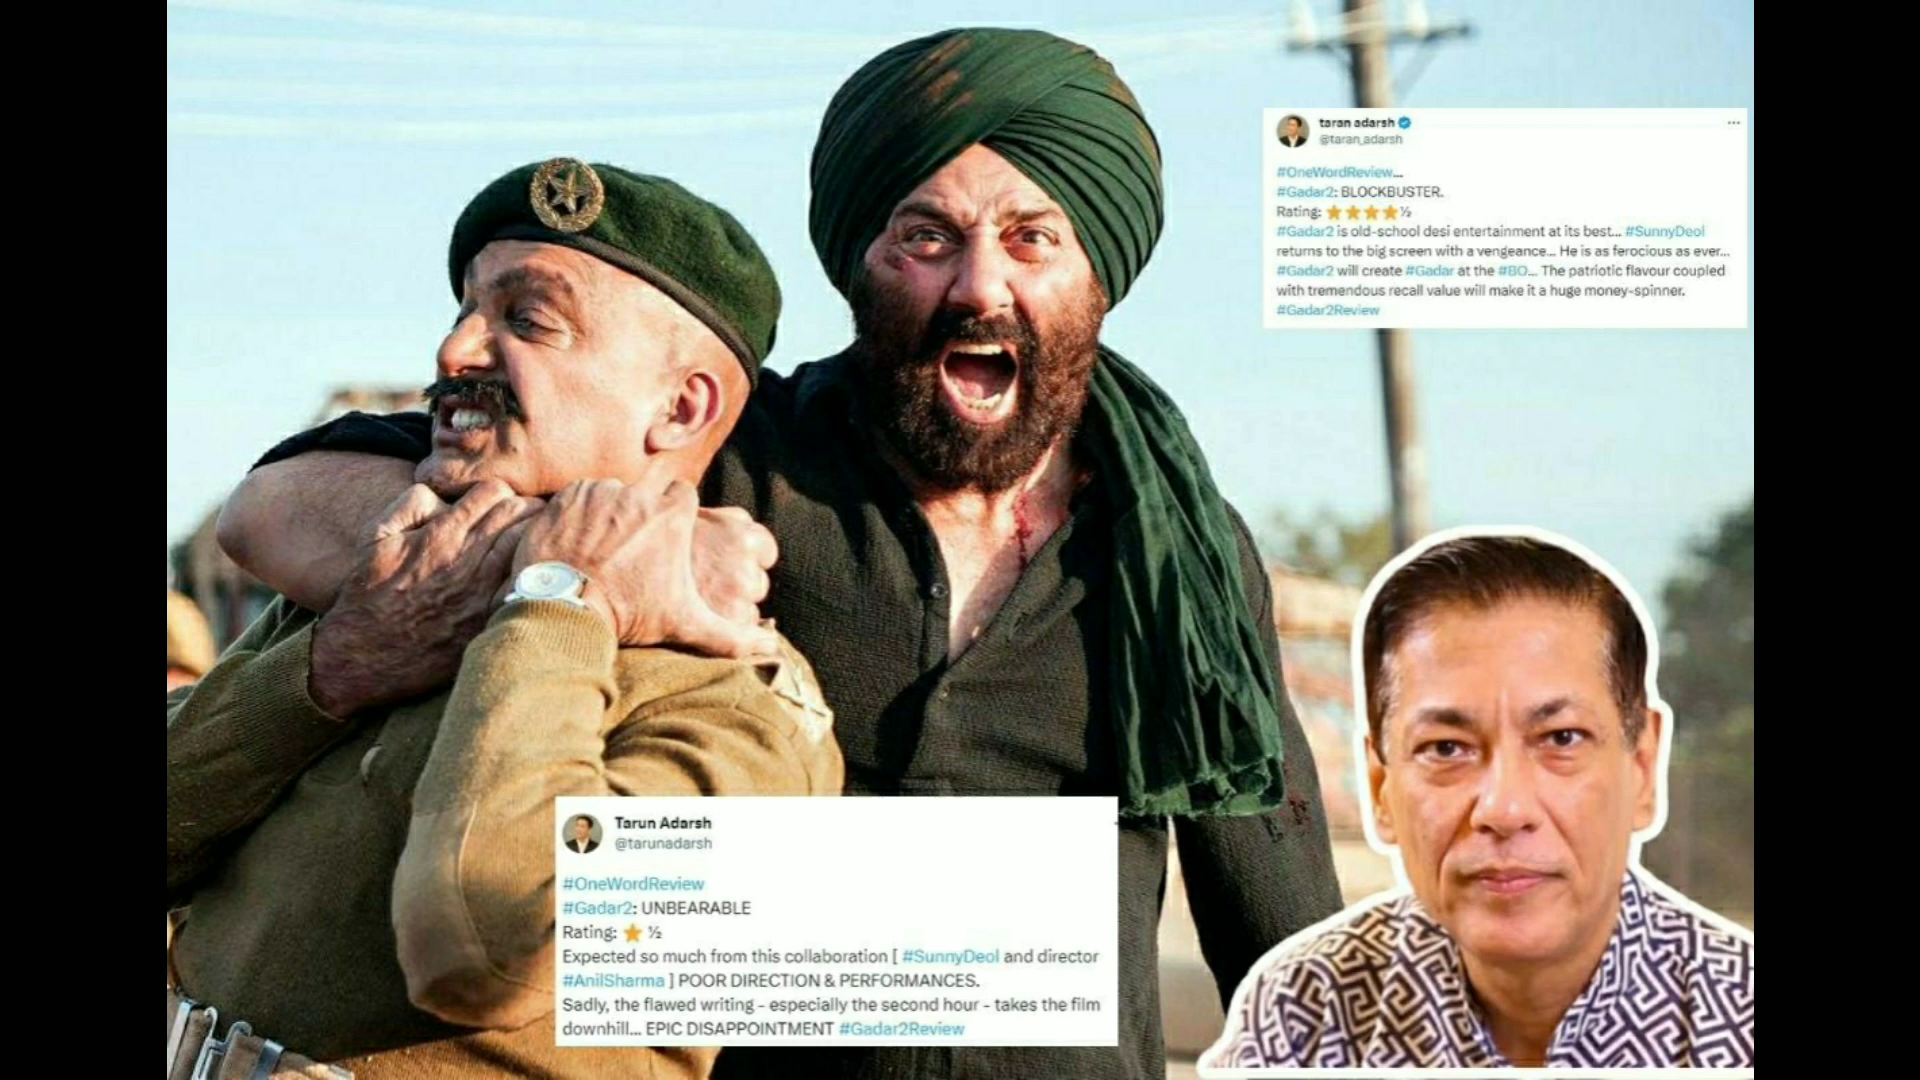 taran adarsh
@taran_adarsh
#OneWordReview...
#Gadar2: BLOCKBUSTER.
Rating: ⭐⭐⭐⭐½
#Gadar2 is old-school desi entertainment at its best... #SunnyDeol
returns to the big screen with a vengeance... He is as ferocious as ever...
#Gadar2 will create #Gadar at the #BO... The patriotic flavour coupled
with tremendous recall value will make it a huge money-spinner.
#Gadar2Review
Tarun Adarsh
@tarunadarsh
#OneWordReview
#Gadar2: UNBEARABLE
Rating: ⭐ ½
Expected so much from this collaboration [ #SunnyDeol and director
#AnilSharma ] POOR DIRECTION & PERFORMANCES.
Sadly, the flawed writing - especially the second hour - takes the film
downhill... EPIC DISAPPOINTMENT #Gadar2Review